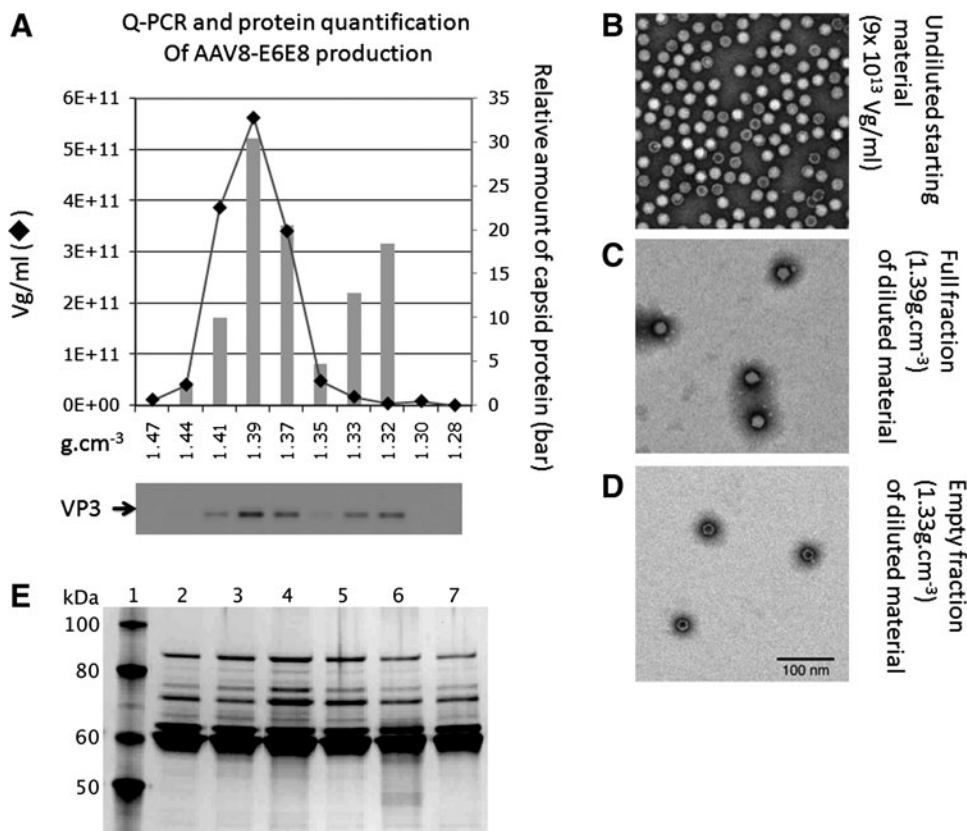 A
Q-PCR and protein quantification
Of AAV8-E6E8 production
Vg/ml (◆)
6E+11
5E+11
4E+11
3E+11
2E+11
1E+11
0E+00
35
30
25
20
15
10
5
0
Relative amount of capsid protein (bar)
g.cm⁻³
1.47
1.44
1.41
1.39
1.37
1.35
1.33
1.32
1.30
1.28
VP3
B
Undiluted starting
material
(9x 10¹³ Vg/ml)
C
Full fraction
(1.39g.cm⁻³)
of diluted material
D
Empty fraction
(1.33g.cm⁻³)
of diluted material
100 nm
E
kDa 1 2 3 4 5 6 7
100
80
60
50